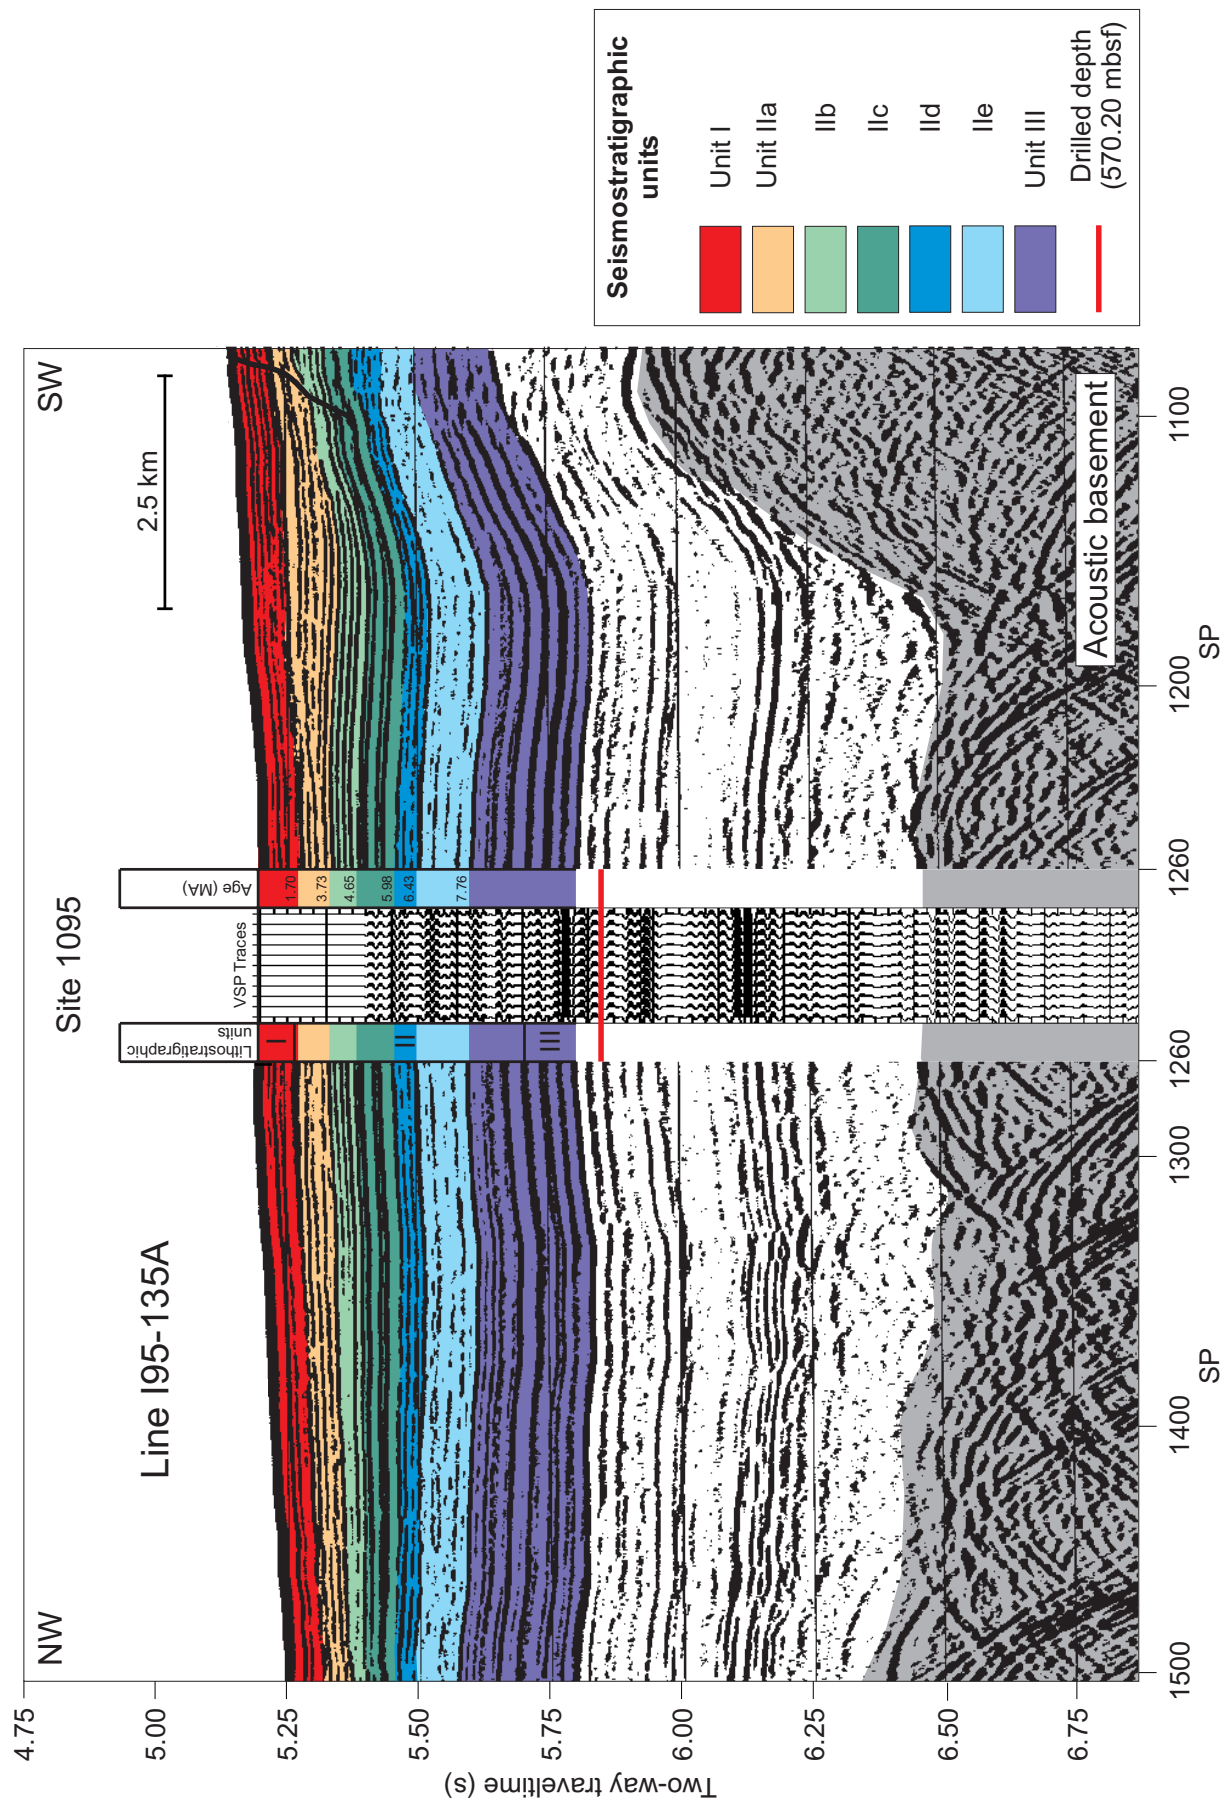 NW
Line I95-135A
Site 1095
SW
2.5 km
Lithostratigraphic
units
VSP Traces
Age (MA)
I
II
III
1.70
3.73
4.65
5.98
6.43
7.76
Acoustic basement
4.75
5.00
5.25
5.50
5.75
6.00
6.25
6.50
6.75
Two-way traveltime (s)
1500
1400
1300
1260
1260
1200
1100
SP
SP
Seismostratigraphic
units
Unit I
Unit IIa
IIb
IIc
IId
IIe
Unit III
Drilled depth
(570.20 mbsf)